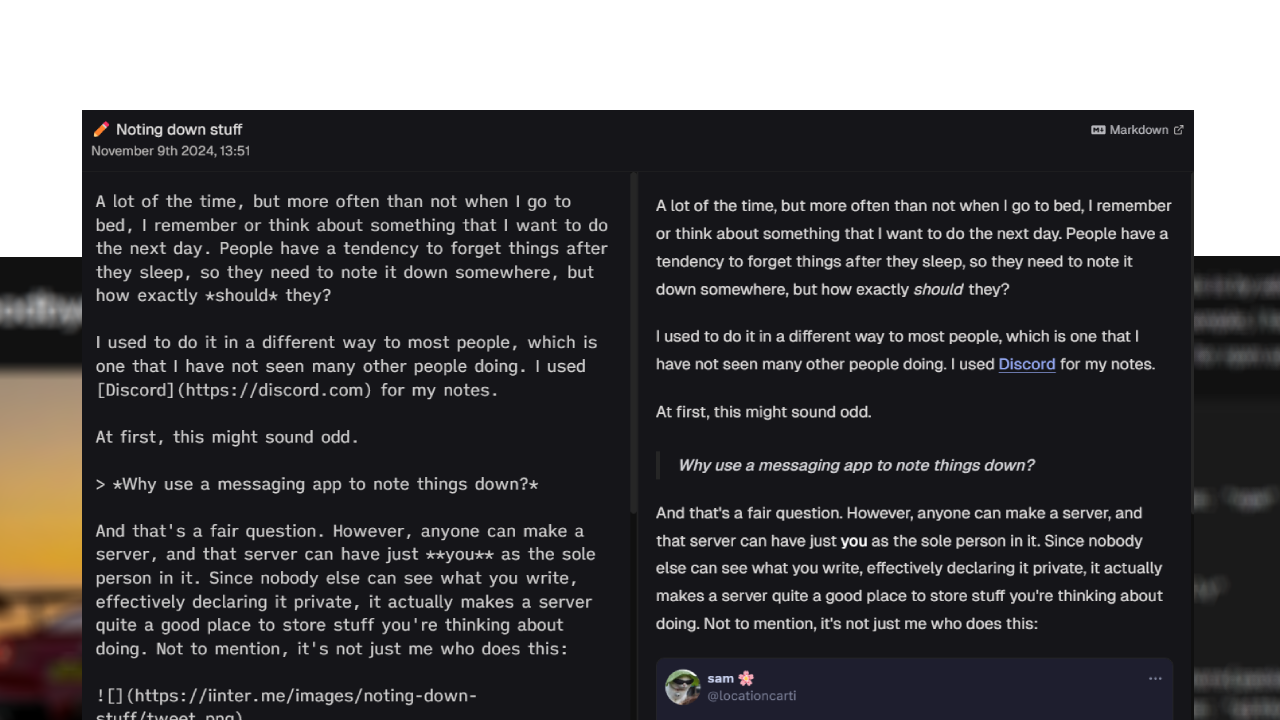 Noting down stuff
November 9th 2024, 13:51
Markdown
A lot of the time, but more often than not when I go to
bed, I remember or think about something that I want to do
the next day. People have a tendency to forget things after
they sleep, so they need to note it down somewhere, but
how exactly *should* they?
I used to do it in a different way to most people, which is
one that I have not seen many other people doing. I used
[Discord](https://discord.com) for my notes.
At first, this might sound odd.
> *Why use a messaging app to note things down?*
And that's a fair question. However, anyone can make a
server, and that server can have just **you** as the sole
person in it. Since nobody else can see what you write,
effectively declaring it private, it actually makes a server
quite a good place to store stuff you're thinking about
doing. Not to mention, it's not just me who does this:
![](https://iinter.me/images/noting-down-
stuff/tweet.png)
A lot of the time, but more often than not when I go to bed, I remember
or think about something that I want to do the next day. People have a
tendency to forget things after they sleep, so they need to note it
down somewhere, but how exactly should they?
I used to do it in a different way to most people, which is one that I
have not seen many other people doing. I used Discord for my notes.
At first, this might sound odd.
Why use a messaging app to note things down?
And that's a fair question. However, anyone can make a server, and
that server can have just you as the sole person in it. Since nobody
else can see what you write, effectively declaring it private, it actually
makes a server quite a good place to store stuff you're thinking about
doing. Not to mention, it's not just me who does this:
sam
@locationcarti